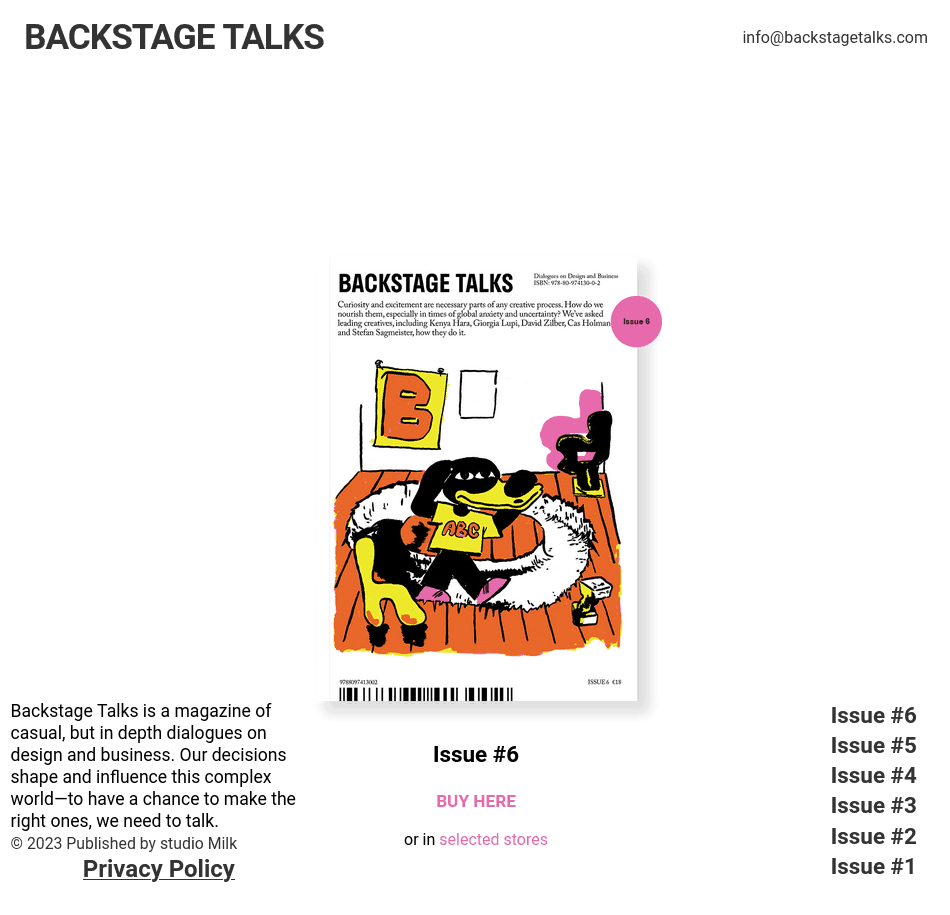 BACKSTAGE TALKS
info@backstagetalks.com
BACKSTAGE TALKS
Dialogues on Design and Business
ISBN: 978-80-974130-0-2
Curiosity and excitement are necessary parts of any creative process. How do we
nourish them, especially in times of global anxiety and uncertainty? We've asked
leading creatives, including Kenya Hara, Giorgia Lupi, David Zilber, Cas Holman
and Stefan Sagmeister, how they do it.
Issue 6
B
ABC
9788097413002
ISSUE 6 €18
Backstage Talks is a magazine of
casual, but in depth dialogues on
design and business. Our decisions
shape and influence this complex
world—to have a chance to make the
right ones, we need to talk.
© 2023 Published by studio Milk
Privacy Policy
Issue #6
BUY HERE
or in selected stores
Issue #6
Issue #5
Issue #4
Issue #3
Issue #2
Issue #1